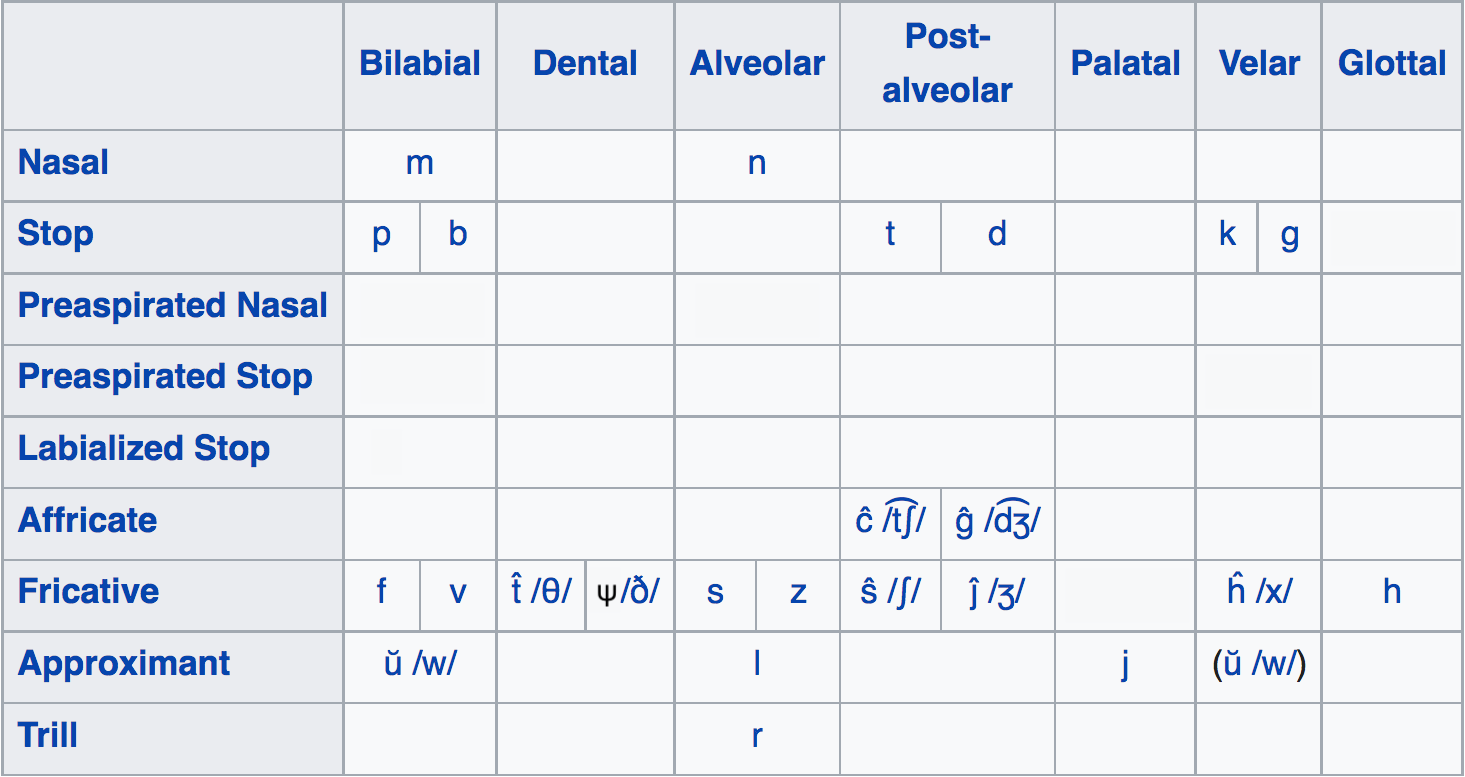 Bilabial Dental Alveolar Post-alveolar Palatal Velar Glottal
Nasal m n
Stop p b t d k g
Preaspirated Nasal
Preaspirated Stop
Labialized Stop
Affricate ĉ /t͡ʃ/ ĝ /d͡ʒ/
Fricative f v t̂ /θ/ ψ/ð/ s z ŝ /ʃ/ ĵ /ʒ/ ĥ /x/ h
Approximant ŭ /w/ l j (ŭ /w/)
Trill r